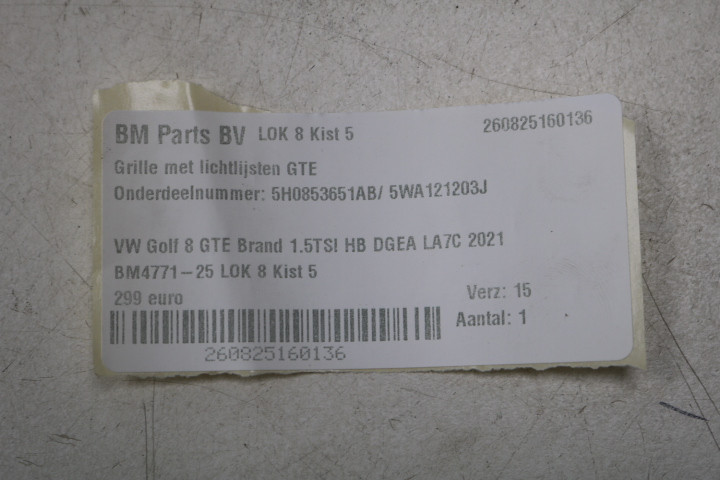 BM Parts BV LOK 8 Kist 5 260825160136
Grille met lichtlijsten GTE
Onderdeelnummer: 5H0853651AB/ 5WA121203J
VW Golf 8 GTE Brand 1.5TSI HB DGEA LA7C 2021
BM4771-25 LOK 8 Kist 5
299 euro Verz: 15
Aantal: 1
260825160136